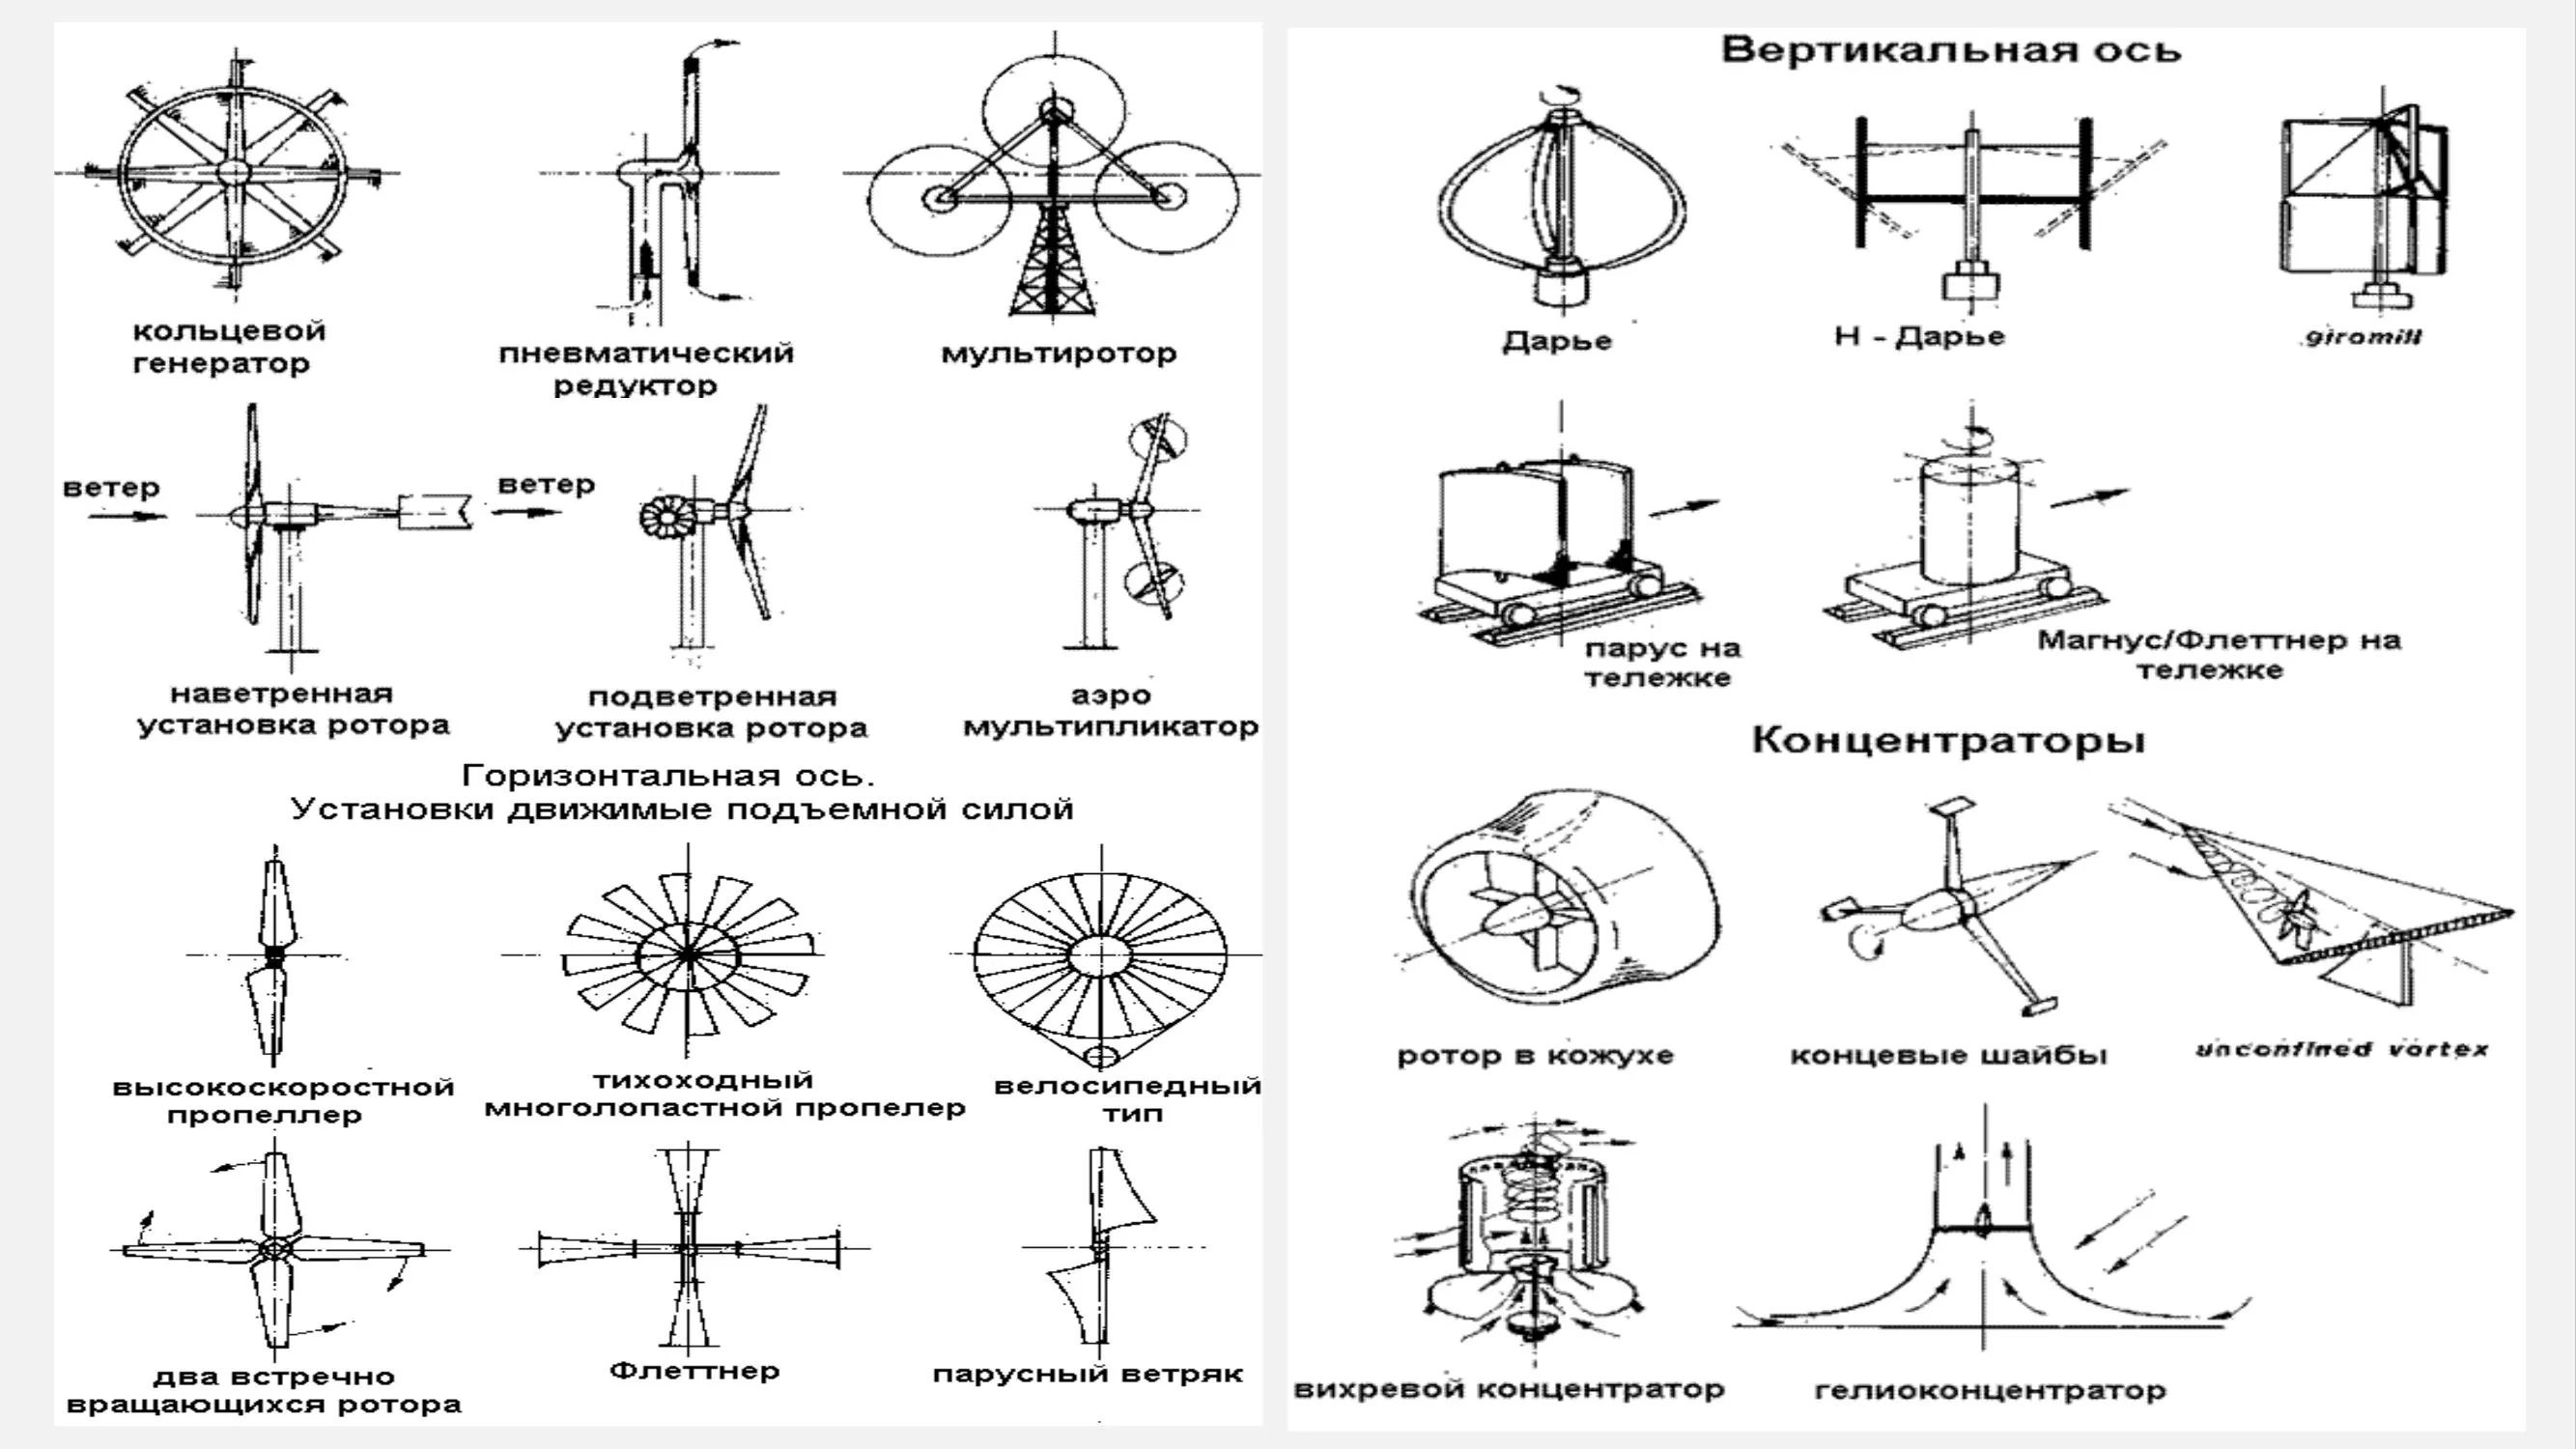 кольцевой
генератор
пневматический
редуктор
мультиротор
ветер
ветер
наветренная
установка ротора
подветренная
установка ротора
аэро
мультипликатор
Горизонтальная ось.
Установки движимые подъемной силой
высокоскоростной
пропеллер
тихоходный
многолопастной пропелер
велосипедный
тип
два встречно
вращающихся ротора
Флеттнер
парусный ветряк
Вертикальная ось
Дарье
Н - Дарье
giromill
парус на
тележке
Магнус/Флеттнер на
тележке
Концентраторы
ротор в кожухе
концевые шайбы
unconfined vortex
вихревой концентратор
гелиоконцентратор